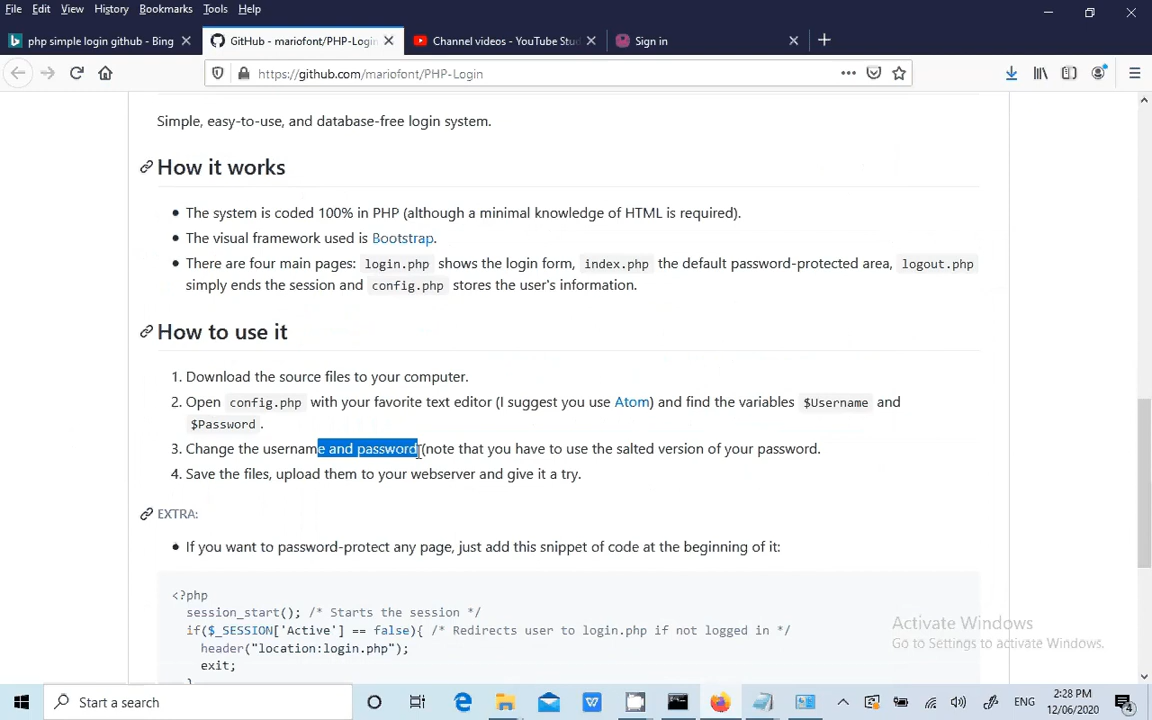 File Edit View History Bookmarks Tools Help
php simple login github - Bing GitHub - mariofont/PHP-Login Channel videos - YouTube Stu Sign in
https://github.com/mariofont/PHP-Login
Simple, easy-to-use, and database-free login system.
How it works
The system is coded 100% in PHP (although a minimal knowledge of HTML is required).
The visual framework used is Bootstrap.
There are four main pages: login.php shows the login form, index.php the default password-protected area, logout.php
simply ends the session and config.php stores the user's information.
How to use it
1. Download the source files to your computer.
2. Open config.php with your favorite text editor (I suggest you use Atom) and find the variables $Username and
$Password.
3. Change the username and password (note that you have to use the salted version of your password.
4. Save the files, upload them to your webserver and give it a try.
EXTRA:
If you want to password-protect any page, just add this snippet of code at the beginning of it:
<?php
session_start(); /* Starts the session */
if($_SESSION['Active'] == false){ /* Redirects user to login.php if not logged in */
header("location:login.php");
exit;
}
Activate Windows
Go to Settings to activate Windows.
Start a search
ENG
2:28 PM
12/06/2020
4